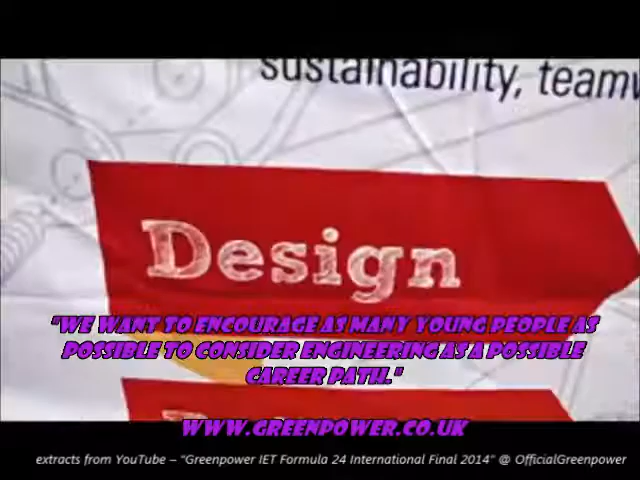 sustainability,
Design
"WE WANT TO ENCOURAGE AS MANY YOUNG PEOPLE AS
POSSIBLE TO CONSIDER ENGINEERING AS A POSSIBLE
CAREER PATH."
WWW.GREENPOWER.CO.UK
extracts from YouTube – "Greenpower IET Formula 24 International Final 2014" @ OfficialGreenpower